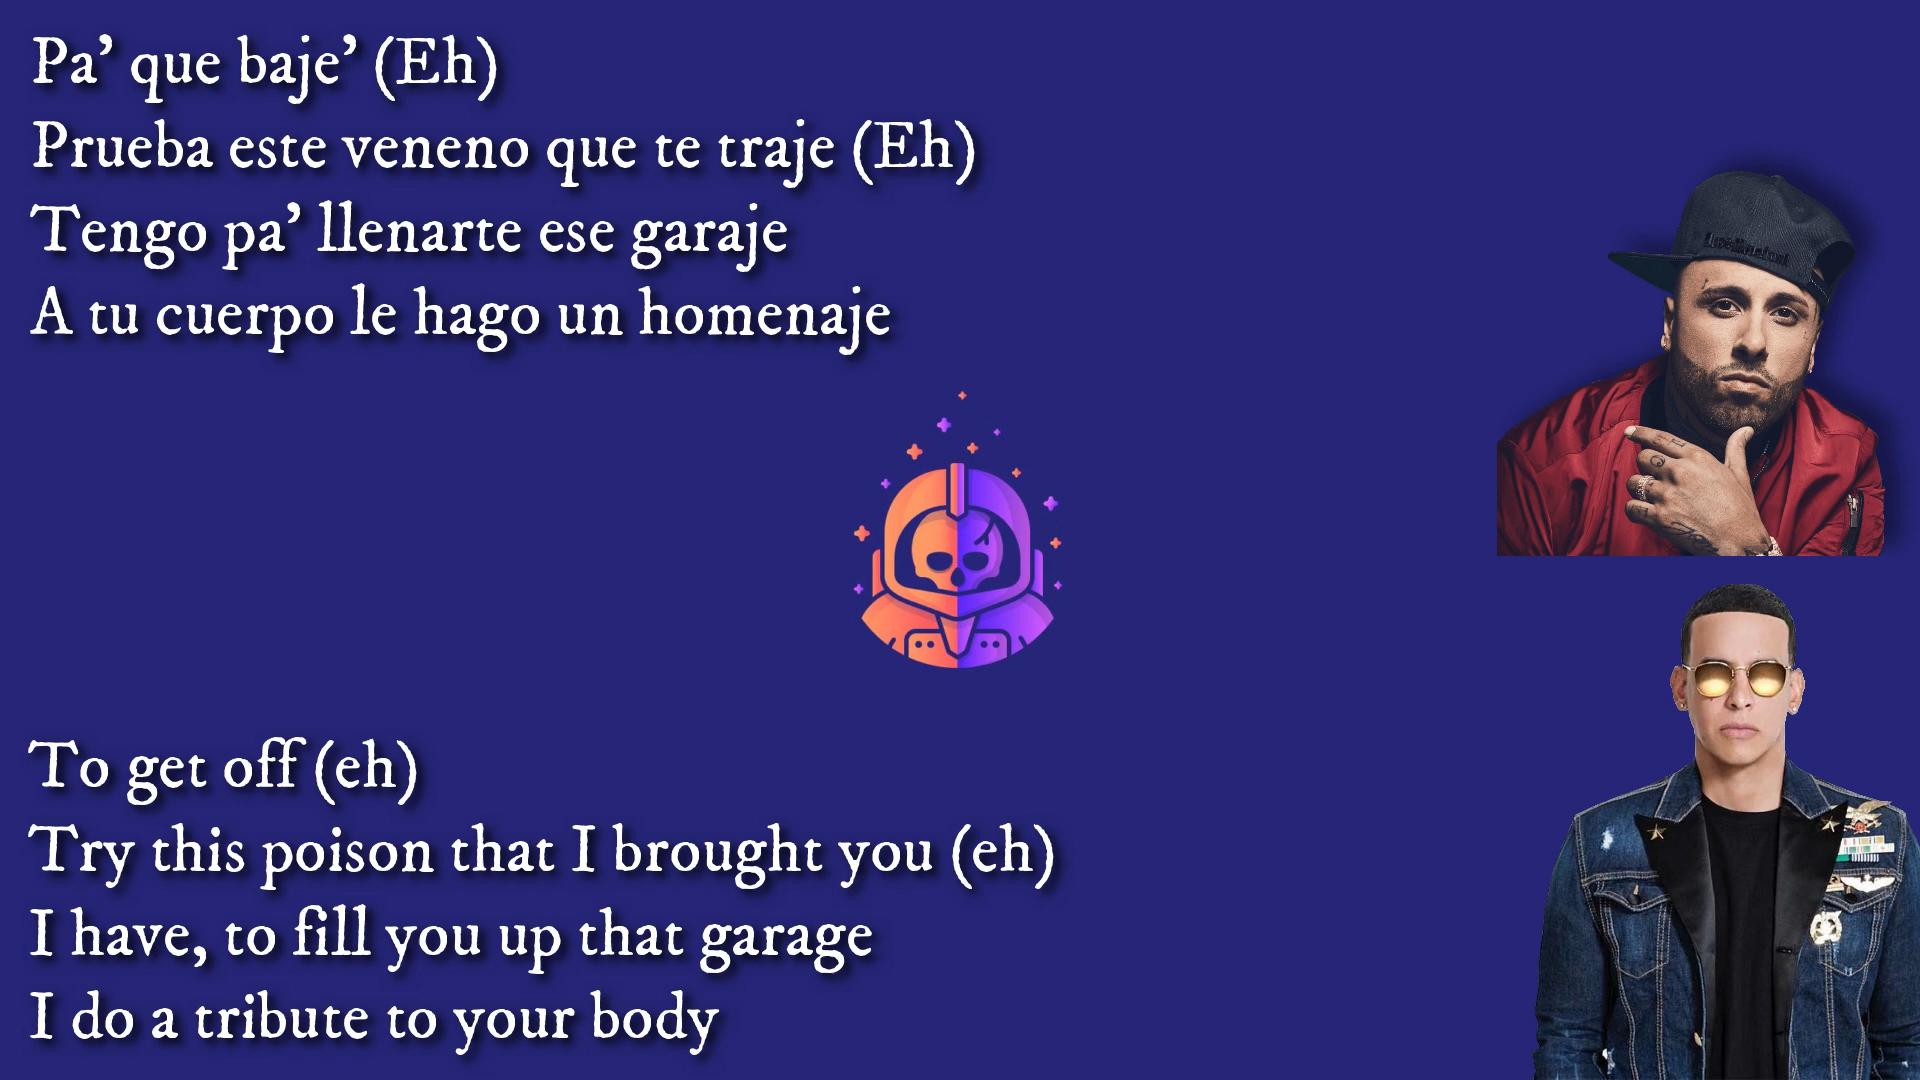 Pa’ que baje’ (Eh)
Prueba este veneno que te traje (Eh)
Tengo pa’ llenarte ese garaje
A tu cuerpo le hago un homenaje
To get off (eh)
Try this poison that I brought you (eh)
I have, to fill you up that garage
I do a tribute to your body